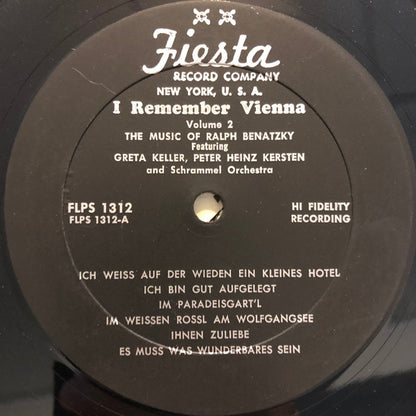 Fiesta
RECORD COMPANY
NEW YORK, U. S. A.
I Remember Vienna
Volume 2
THE MUSIC OF RALPH BENATZKY
Featuring
GRETA KELLER, PETER HEINZ KERSTEN
and Schrammel Orchestra
FLPS 1312
FLPS 1312-A
HI FIDELITY
RECORDING
ICH WEISS AUF DER WIEDEN EIN KLEINES HOTEL
ICH BIN GUT AUFGELEGT
IM PARADEISGART'L
IM WEISSEN ROSSL AM WOLFGANGSEE
IHNEN ZULIEBE
ES MUSS WAS WUNDERBARES SEIN